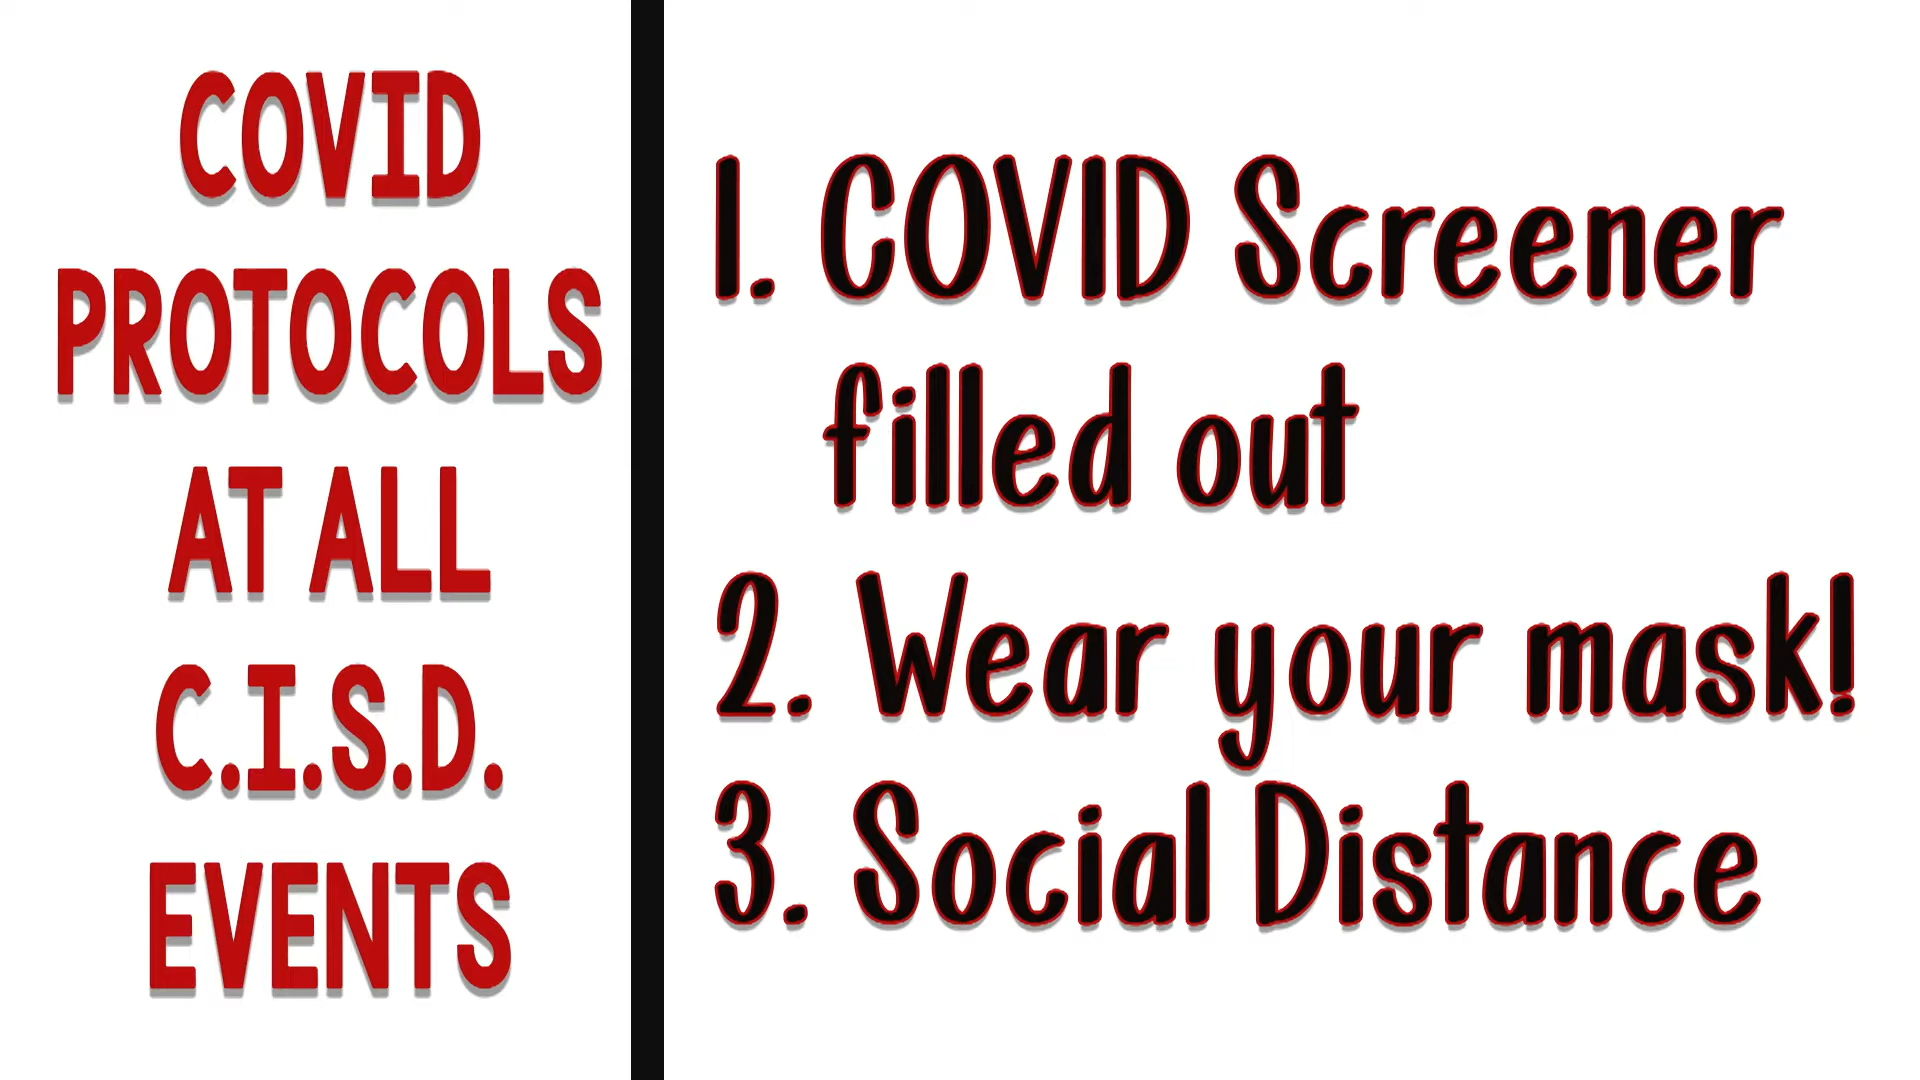 COVID
PROTOCOLS
AT ALL
C.I.S.D.
EVENTS
1. COVID Screener
filled out
2. Wear your mask!
3. Social Distance